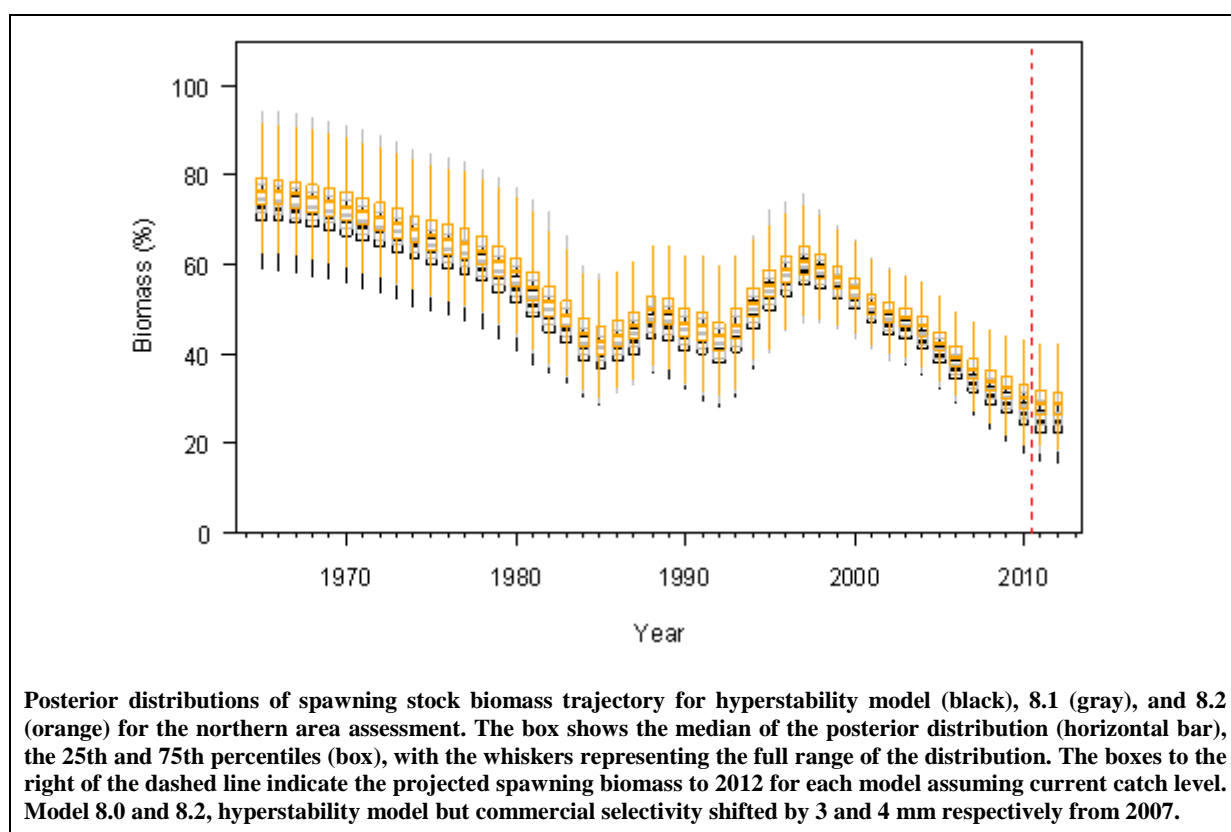 100
80
60
40
20
0
Biomass (%)
1970 1980 1990 2000 2010
Year
Posterior distributions of spawning stock biomass trajectory for hyperstability model (black), 8.1 (gray), and 8.2
(orange) for the northern area assessment. The box shows the median of the posterior distribution (horizontal bar),
the 25th and 75th percentiles (box), with the whiskers representing the full range of the distribution. The boxes to the
right of the dashed line indicate the projected spawning biomass to 2012 for each model assuming current catch level.
Model 8.0 and 8.2, hyperstability model but commercial selectivity shifted by 3 and 4 mm respectively from 2007.